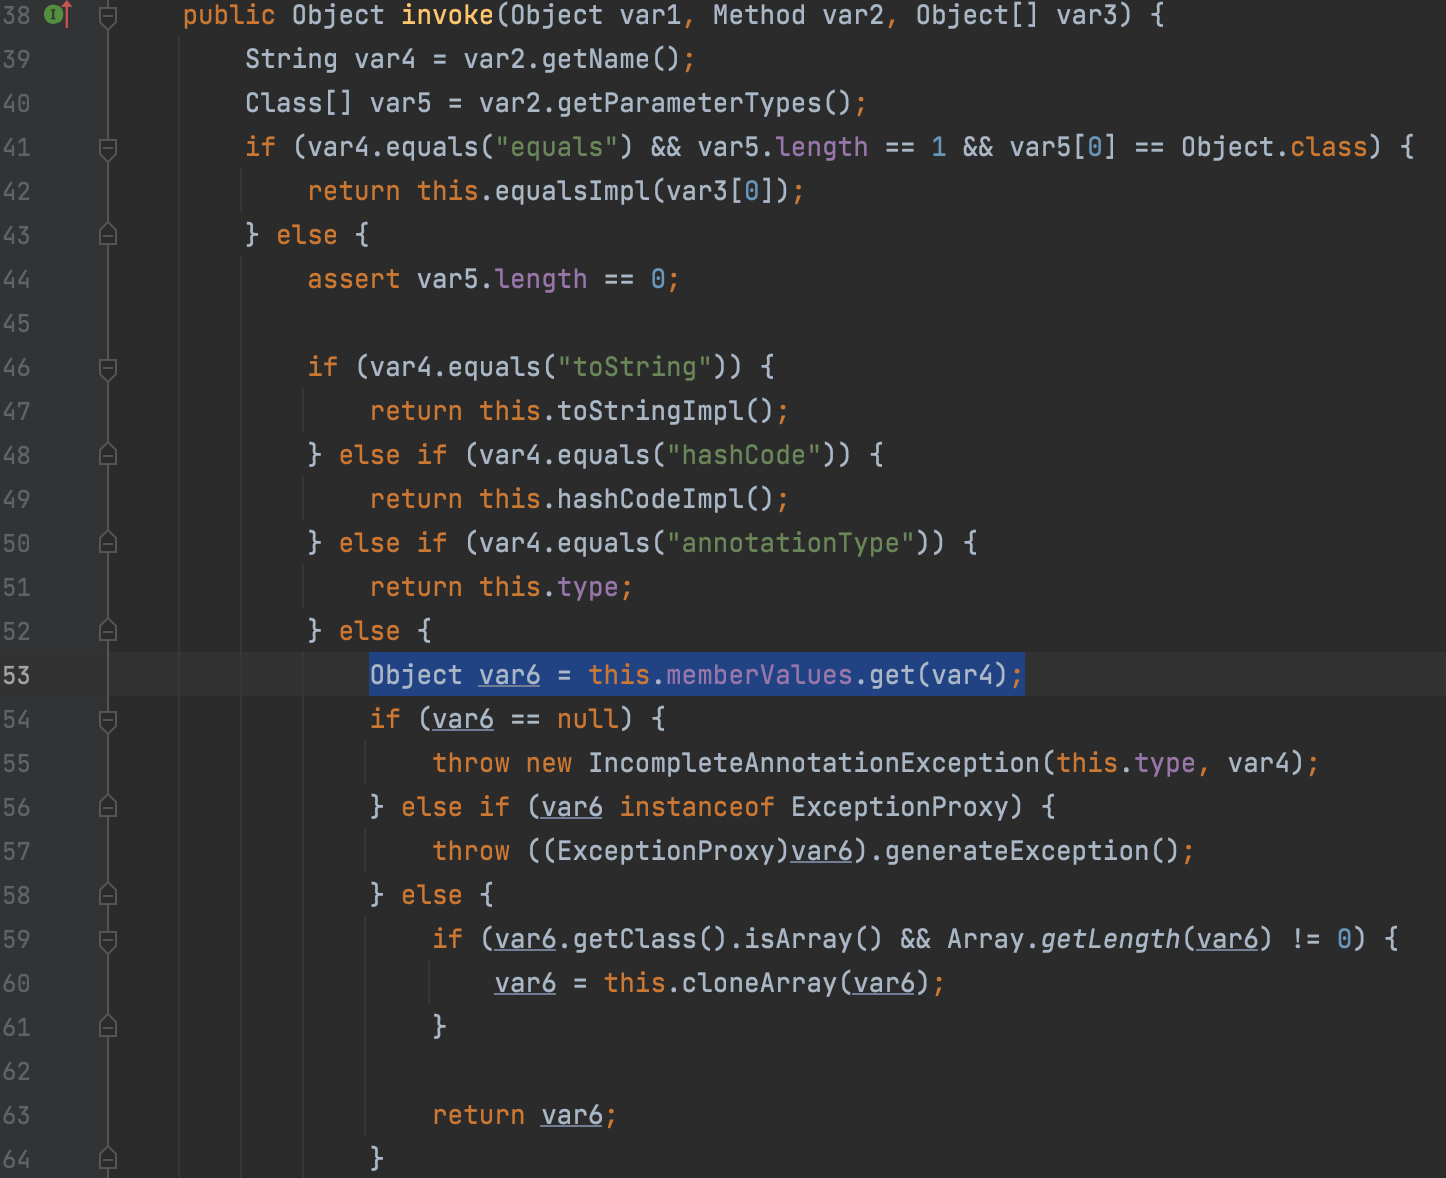 38 public Object invoke(Object var1, Method var2, Object[] var3) {
39 String var4 = var2.getName();
40 Class[] var5 = var2.getParameterTypes();
41 if (var4.equals("equals") && var5.length == 1 && var5[0] == Object.class) {
42 return this.equalsImpl(var3[0]);
43 } else {
44 assert var5.length == 0;
45
46 if (var4.equals("toString")) {
47 return this.toStringImpl();
48 } else if (var4.equals("hashCode")) {
49 return this.hashCodeImpl();
50 } else if (var4.equals("annotationType")) {
51 return this.type;
52 } else {
53 Object var6 = this.memberValues.get(var4);
54 if (var6 == null) {
55 throw new IncompleteAnnotationException(this.type, var4);
56 } else if (var6 instanceof ExceptionProxy) {
57 throw ((ExceptionProxy)var6).generateException();
58 } else {
59 if (var6.getClass().isArray() && Array.getLength(var6) != 0) {
60 var6 = this.cloneArray(var6);
61 }
62
63 return var6;
64 }